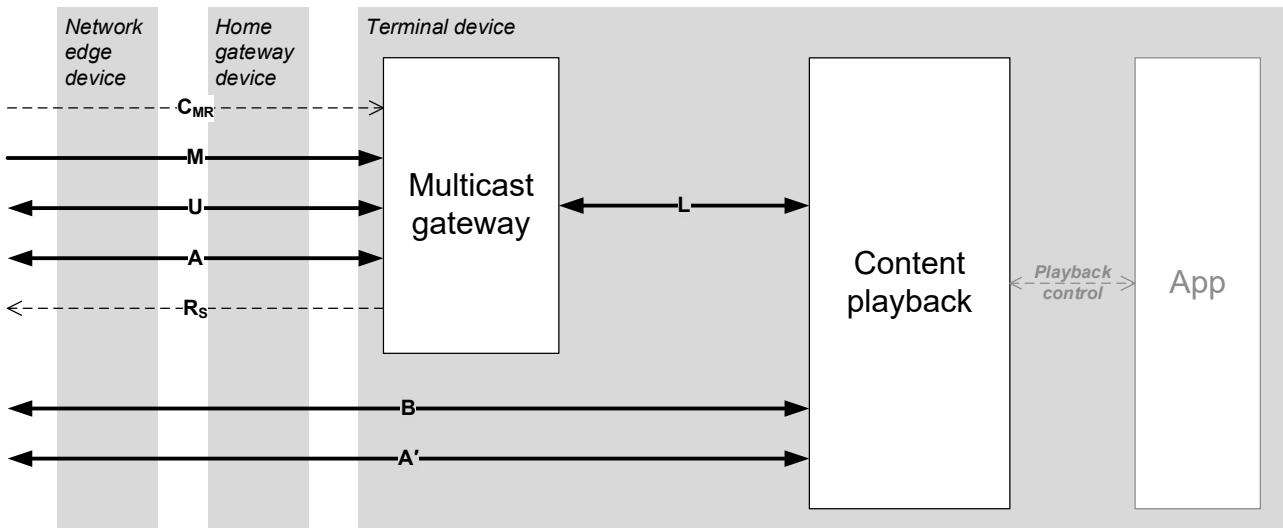 Network
edge
device
Home
gateway
device
Terminal device
CMR
M
U
A
RS
Multicast
gateway
L
Content
playback
Playback
control
App
B
A′